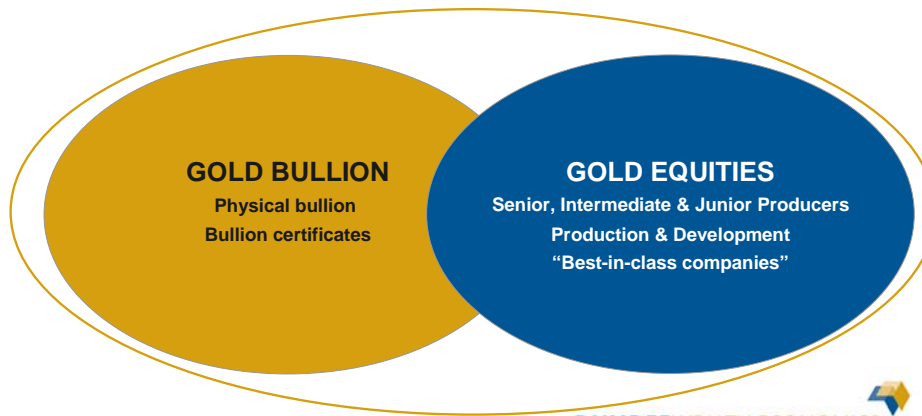 GOLD BULLION
Physical bullion
Bullion certificates
GOLD EQUITIES
Senior, Intermediate & Junior Producers
Production & Development
“Best-in-class companies”